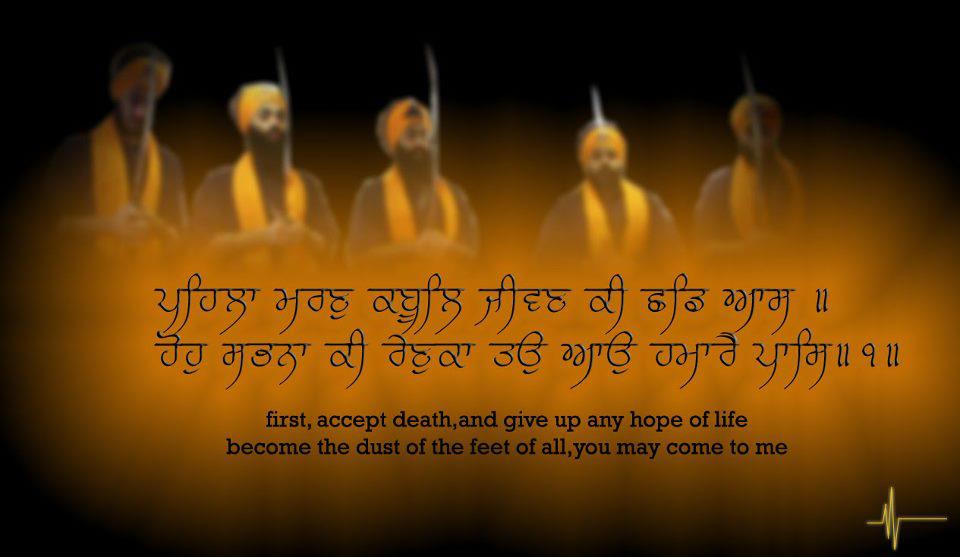 ਪਹਿਲਾ ਮਰਣੁ ਕਬੂਲਿ ਜੀਵਣ ਕੀ ਛਡਿ ਆਸ ॥
ਹੋਹੁ ਸਭਨਾ ਕੀ ਰੇਣੁਕਾ ਤਉ ਆਉ ਹਮਾਰੈ ਪਾਸਿ॥੧॥
first, accept death,and give up any hope of life
become the dust of the feet of all,you may come to me